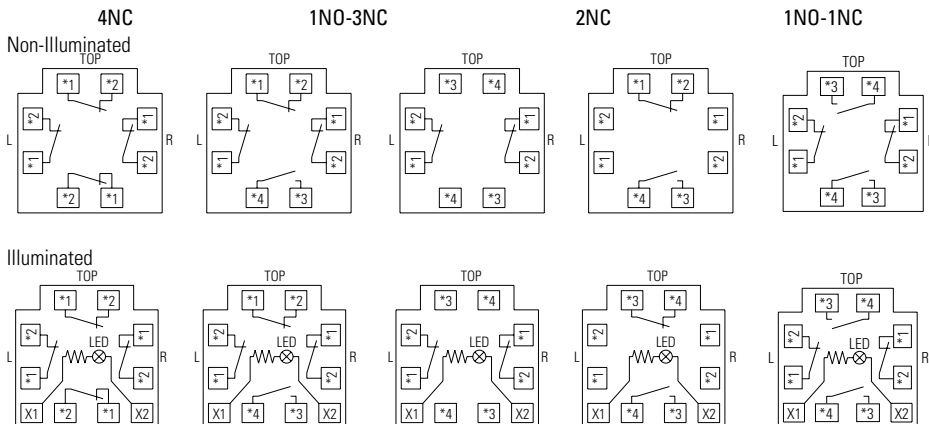 4NC 1NO-3NC 2NC 1NO-1NC
Non-Illuminated
TOP TOP TOP TOP TOP
*1 *2 *1 *2 *3 *4 *1 *2 *3 *4
*2 *1 *2 *1 *2 *1 *2 *1 *2 *1
L R L R L R L R L
*1 *2 *1 *2 *1 *2 *1 *2 *1 *2
*2 *1 *4 *3 *4 *3 *4 *3 *4 *3
Illuminated
TOP TOP TOP TOP TOP
*1 *2 *1 *2 *3 *4 *3 *4 *3 *4
*2 *1 *2 *1 *2 *1 *2 *1 *2 *1
LED LED LED LED LED
L R L R L R L R L R
*1 *2 *1 *2 *1 *2 *1 *2 *1 *2
X1 *2 *1 X2 X1 *4 *3 X2 X1 *4 *3 X2 X1 *4 *3 X2 X1 *4 *3 X2